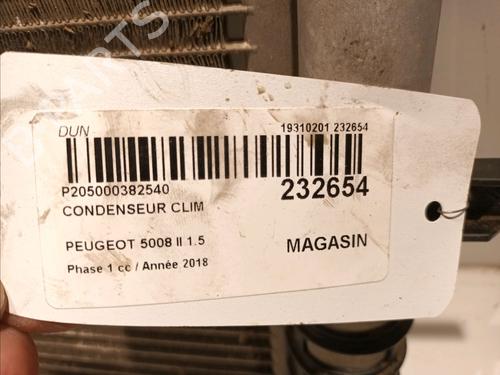 DUN 19310201 232654
P205000382540 232654
CONDENSEUR CLIM
PEUGEOT 5008 II 1.5 MAGASIN
Phase 1 cc / Année 2018